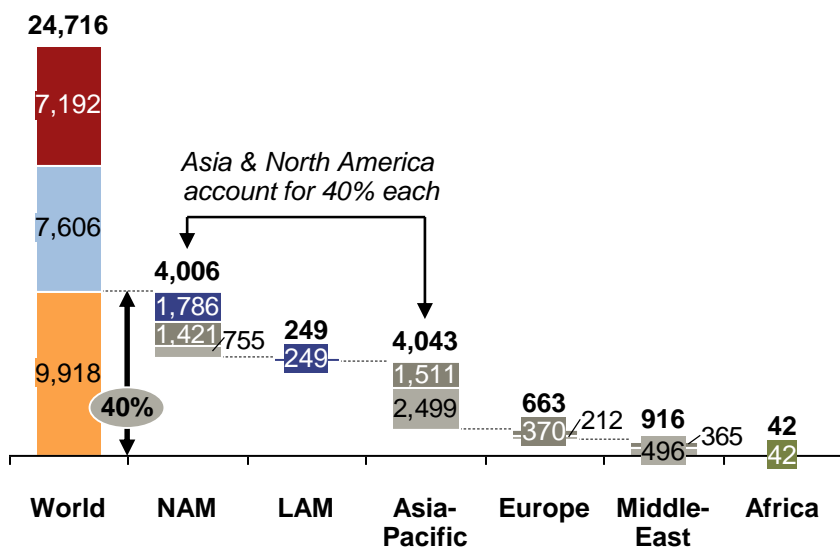 24,716
7,192
7,606
9,918
40%
Asia & North America
account for 40% each
4,006
1,786
1,421
755
249
249
4,043
1,511
2,499
663
370
212
916
496
365
42
42
World
NAM
LAM
Asia-
Pacific
Europe
Middle-
East
Africa